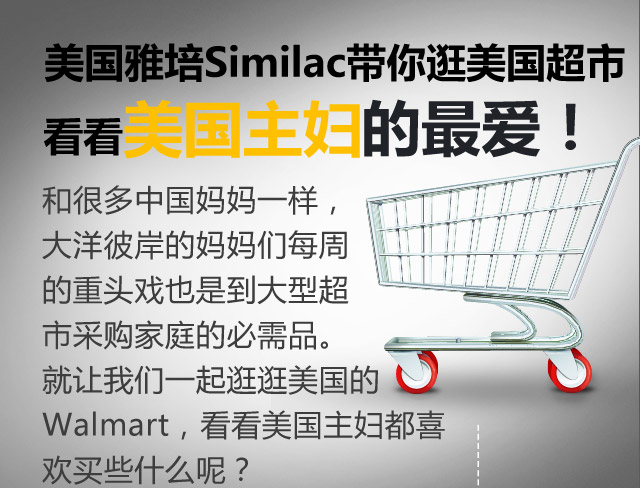 美国雅培Similac带你逛美国超市
看看美国主妇的最爱！
和很多中国妈妈一样，
大洋彼岸的妈妈们每周
的重头戏也是到大型超
市采购家庭的必需品。
就让我们一起逛逛美国的
Walmart，看看美国主妇都喜
欢买些什么呢？